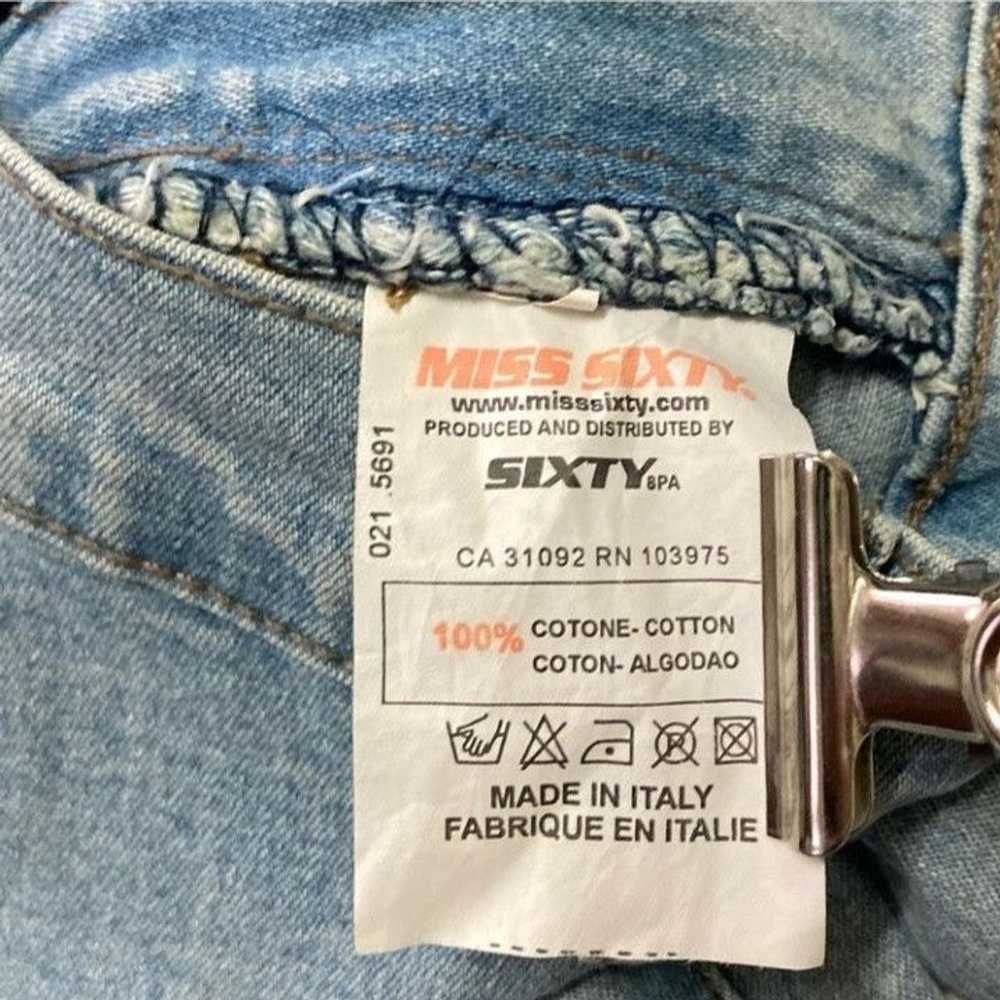 MISS SIXTY
www.misssixty.com
PRODUCED AND DISTRIBUTED BY
SIXTY SPA
021 .5691
CA 31092 RN 103975
100% COTONE- COTTON
COTON- ALGODAO
MADE IN ITALY
FABRIQUE EN ITALIE